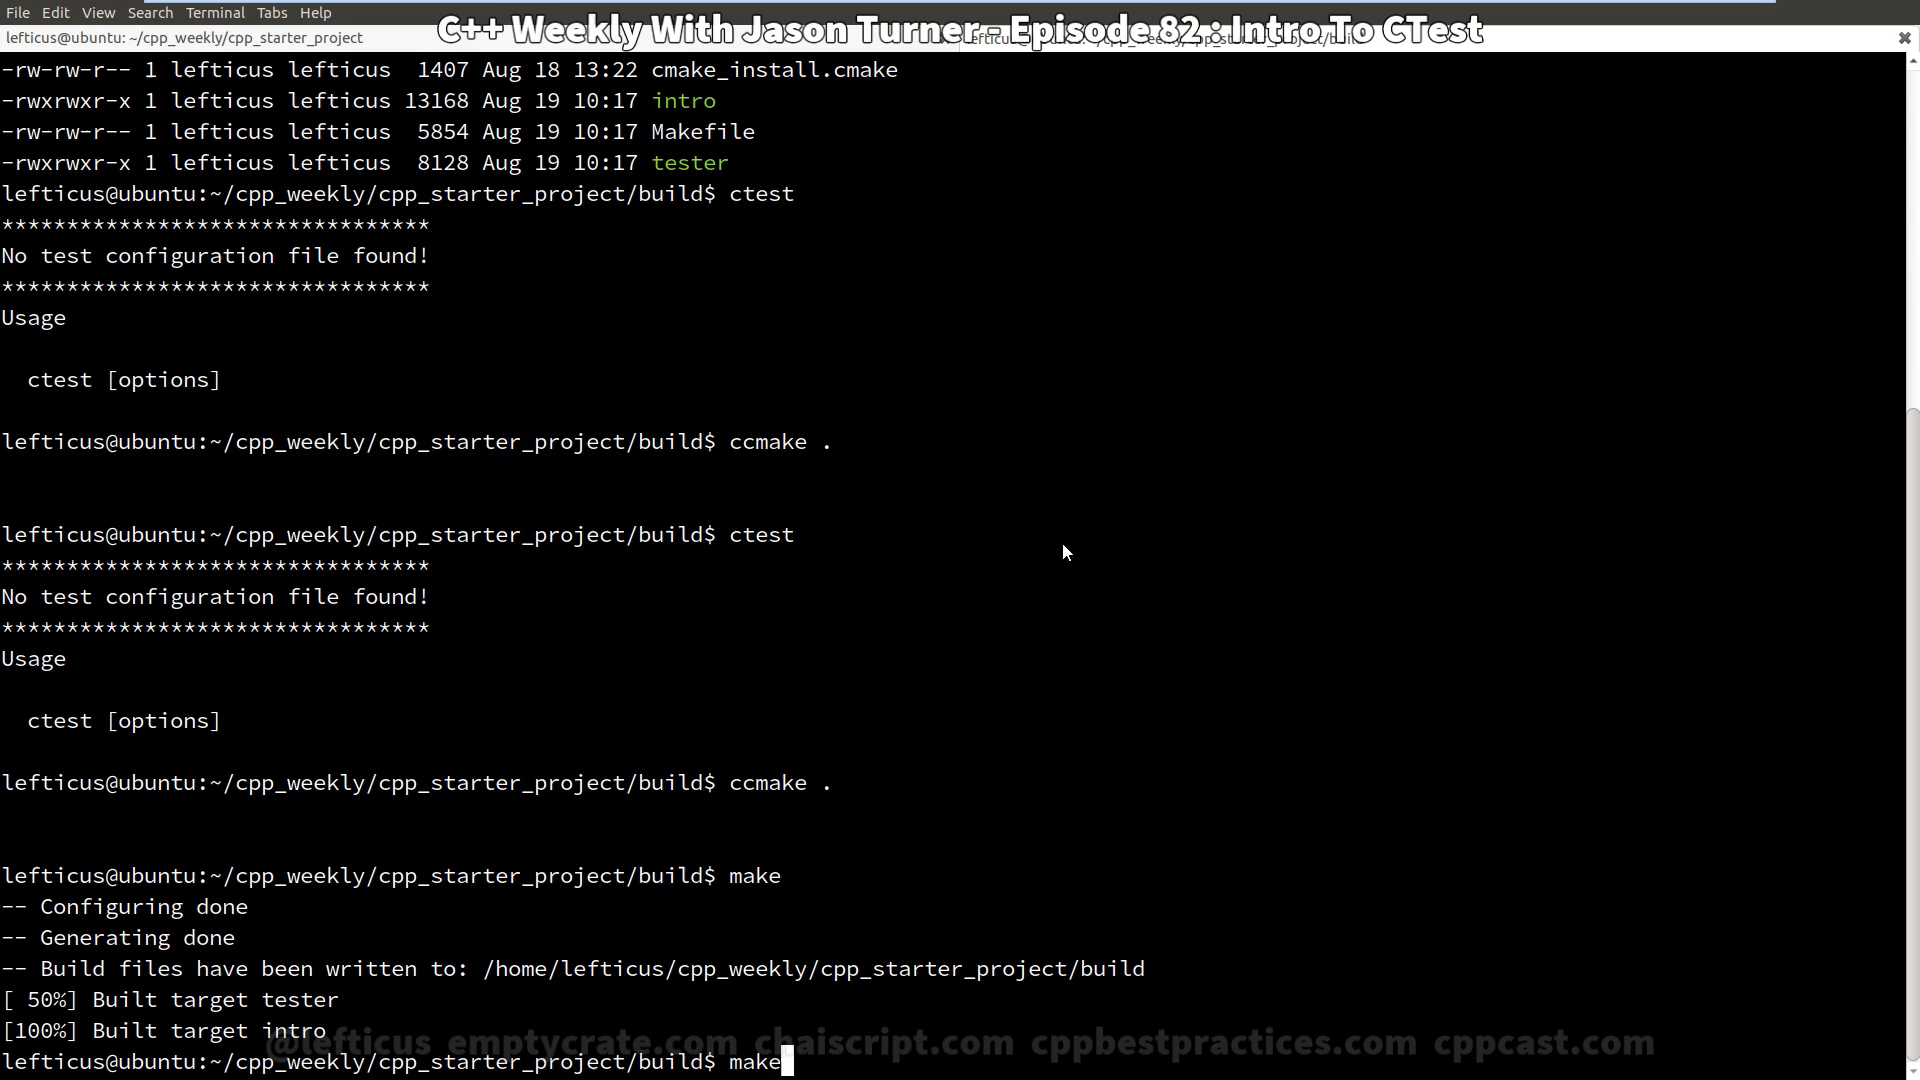 File Edit View Search Terminal Tabs Help
C++ Weekly With Jason Turner - Episode 82 : Intro To CTest
lefticus@ubuntu: ~/cpp_weekly/cpp_starter_project
-rw-rw-r-- 1 lefticus lefticus  1407 Aug 18 13:22 cmake_install.cmake
-rwxrwxr-x 1 lefticus lefticus 13168 Aug 19 10:17 intro
-rw-rw-r-- 1 lefticus lefticus  5854 Aug 19 10:17 Makefile
-rwxrwxr-x 1 lefticus lefticus  8128 Aug 19 10:17 tester
lefticus@ubuntu:~/cpp_weekly/cpp_starter_project/build$ ctest
*********************************
No test configuration file found!
*********************************
Usage
ctest [options]
lefticus@ubuntu:~/cpp_weekly/cpp_starter_project/build$ ccmake .
lefticus@ubuntu:~/cpp_weekly/cpp_starter_project/build$ ctest
*********************************
No test configuration file found!
*********************************
Usage
ctest [options]
lefticus@ubuntu:~/cpp_weekly/cpp_starter_project/build$ ccmake .
lefticus@ubuntu:~/cpp_weekly/cpp_starter_project/build$ make
-- Configuring done
-- Generating done
-- Build files have been written to: /home/lefticus/cpp_weekly/cpp_starter_project/build
[ 50%] Built target tester
[100%] Built target intro
@lefticus emptycrate.com chaiscript.com cppbestpractices.com cppcast.com
lefticus@ubuntu:~/cpp_weekly/cpp_starter_project/build$ make